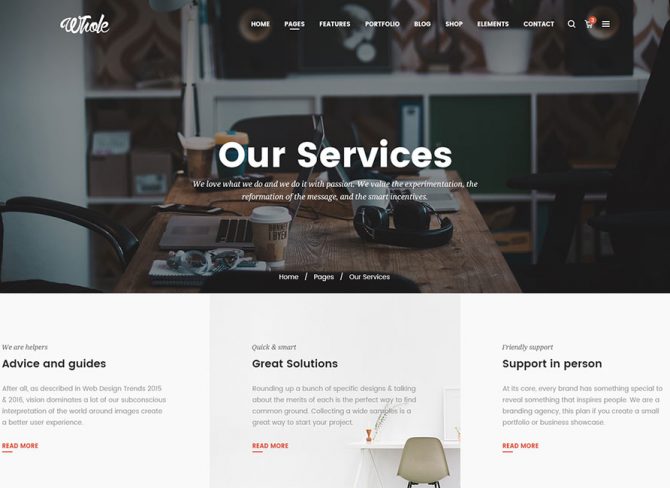 Whole
HOME PAGES FEATURES PORTFOLIO BLOG SHOP ELEMENTS CONTACT 3
Our Services
We love what we do and we do it with passion. We value the experimentation, the
reformation of the message, and the smart incentives.
Home / Pages / Our Services
We are helpers
Advice and guides
After all, as described in Web Design Trends 2015
& 2016, vision dominates a lot of our subconscious
interpretation of the world around images create
a better user experience.
READ MORE
Quick & smart
Great Solutions
Rounding up a bunch of specific designs & talking
about the merits of each is the perfect way to find
common ground. Collecting a wide samples is a
great way to start your project.
READ MORE
Friendly support
Support in person
At its core, every brand has something special to
reveal something that inspires people. We are a
branding agency, this plan if you create a small
portfolio or business showcase.
READ MORE